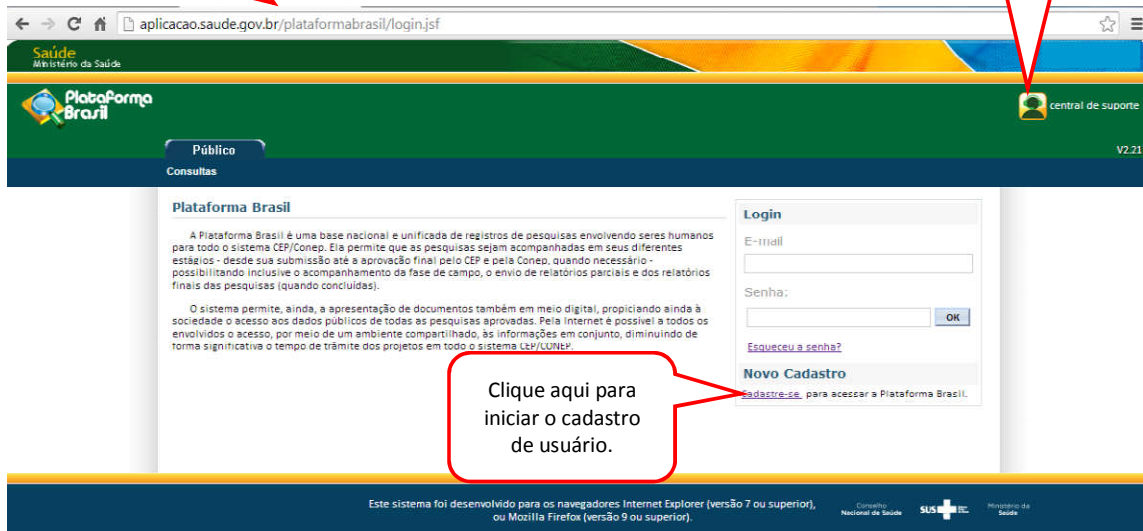 aplicacao.saude.gov.br/plataformabrasil/login.jsf
Saúde
Ministério da Saúde
Plataforma
Brasil
central de suporte
Público
V2.21
Consultas
Plataforma Brasil
A Plataforma Brasil é uma base nacional e unificada de registros de pesquisas envolvendo seres humanos
para todo o sistema CEP/Conep. Ela permite que as pesquisas sejam acompanhadas em seus diferentes
estágios - desde sua submissão até a aprovação final pelo CEP e pela Conep, quando necessário -
possibilitando inclusive o acompanhamento da fase de campo, o envio de relatórios parciais e dos relatórios
finais das pesquisas (quando concluídas).
O sistema permite, ainda, a apresentação de documentos também em meio digital, propiciando ainda à
sociedade o acesso aos dados públicos de todas as pesquisas aprovadas. Pela Internet é possível a todos os
envolvidos o acesso, por meio de um ambiente compartilhado, às informações em conjunto, diminuindo de
forma significativa o tempo de trâmite dos projetos em todo o sistema CEP/CONEP.
Login
E-mail
Senha:
OK
Esqueceu a senha?
Novo Cadastro
Cadastre-se para acessar a Plataforma Brasil.
Clique aqui para
iniciar o cadastro
de usuário.
Este sistema foi desenvolvido para os navegadores Internet Explorer (versão 7 ou superior),
ou Mozilla Firefox (versão 9 ou superior).
Conselho
Nacional de Saúde
SUS
Ministério da
Saúde